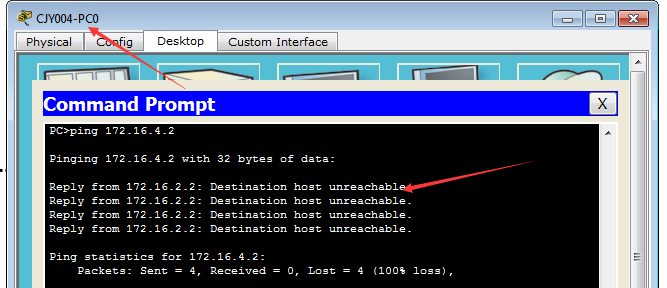 CJY004-PC0
Physical Config Desktop Custom Interface
Command Prompt X
PC>ping 172.16.4.2
Pinging 172.16.4.2 with 32 bytes of data:
Reply from 172.16.2.2: Destination host unreachable.
Reply from 172.16.2.2: Destination host unreachable.
Reply from 172.16.2.2: Destination host unreachable.
Reply from 172.16.2.2: Destination host unreachable.
Ping statistics for 172.16.4.2:
Packets: Sent = 4, Received = 0, Lost = 4 (100% loss),